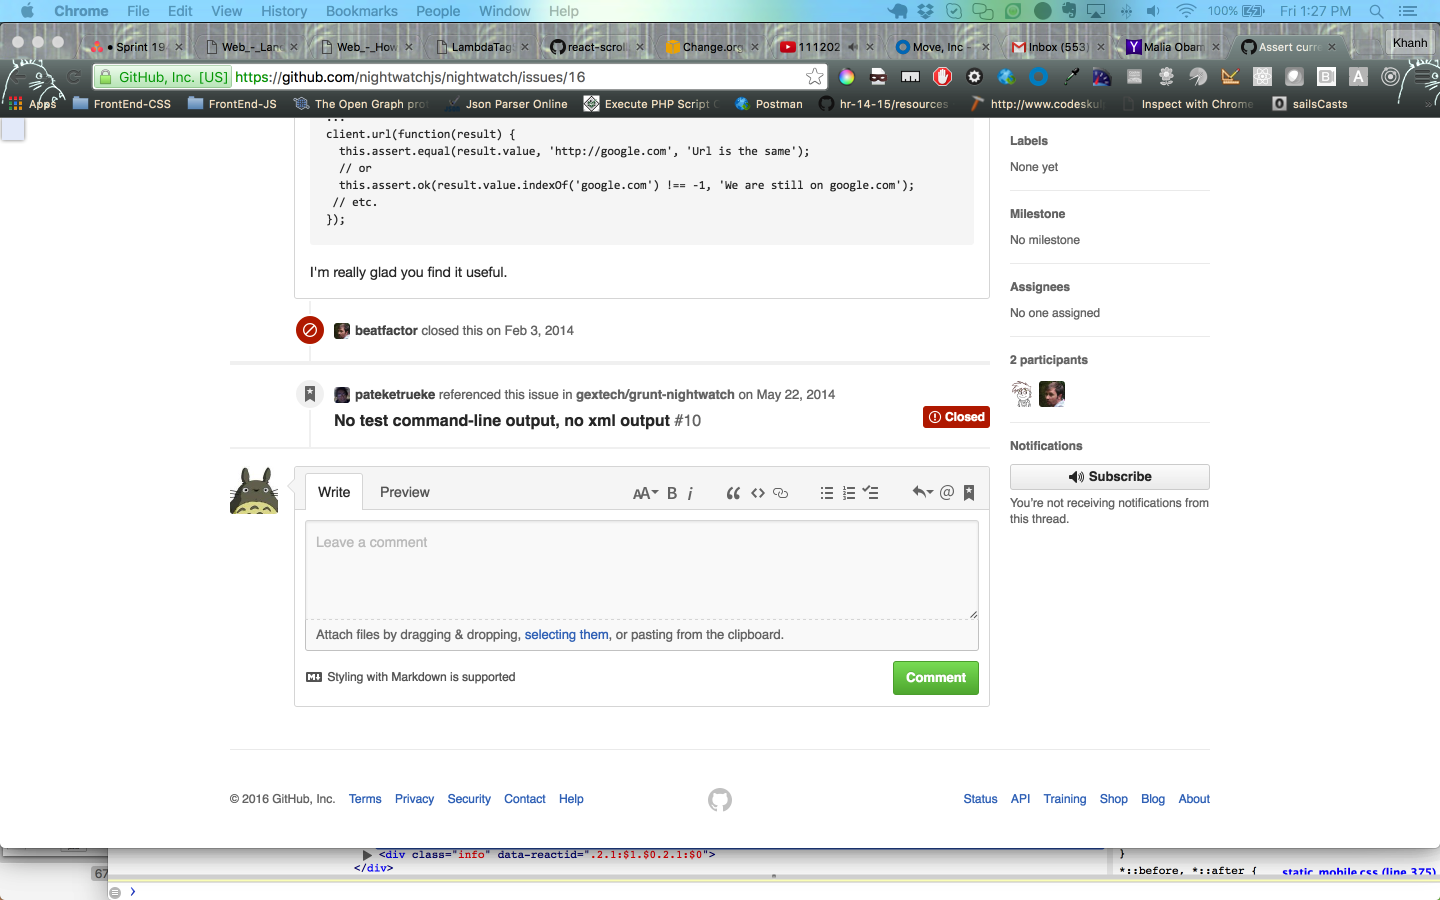 Chrome File Edit View History Bookmarks People Window Help 100% Fri 1:27 PM
• Sprint 19 Web_-_Lan Web_-_How LambdaTag react-scroll Change.org 111202 Move, Inc - Inbox (553) Malia Obam Assert curre Khanh
GitHub, Inc. [US] https://github.com/nightwatchjs/nightwatch/issues/16
Apps FrontEnd-CSS FrontEnd-JS The Open Graph prot Json Parser Online Execute PHP Script O Postman hr-14-15/resources http://www.codesku Inspect with Chrome sailsCasts
...
client.url(function(result) {
this.assert.equal(result.value, 'http://google.com', 'Url is the same');
// or
this.assert.ok(result.value.indexOf('google.com') !== -1, 'We are still on google.com');
// etc.
});
I'm really glad you find it useful.
beatfactor closed this on Feb 3, 2014
pateketrueke referenced this issue in gextech/grunt-nightwatch on May 22, 2014
No test command-line output, no xml output #10
Closed
Write Preview AA B i
Leave a comment
Attach files by dragging & dropping, selecting them, or pasting from the clipboard.
Styling with Markdown is supported
Comment
Labels
None yet
Milestone
No milestone
Assignees
No one assigned
2 participants
Notifications
Subscribe
You're not receiving notifications from
this thread.
© 2016 GitHub, Inc. Terms Privacy Security Contact Help
Status API Training Shop Blog About
<div class="info" data-reactid=".2.1:$1.$0.2.1:$0">
</div>
67
}
*::before, *::after {
static_mobile.css (line 375)